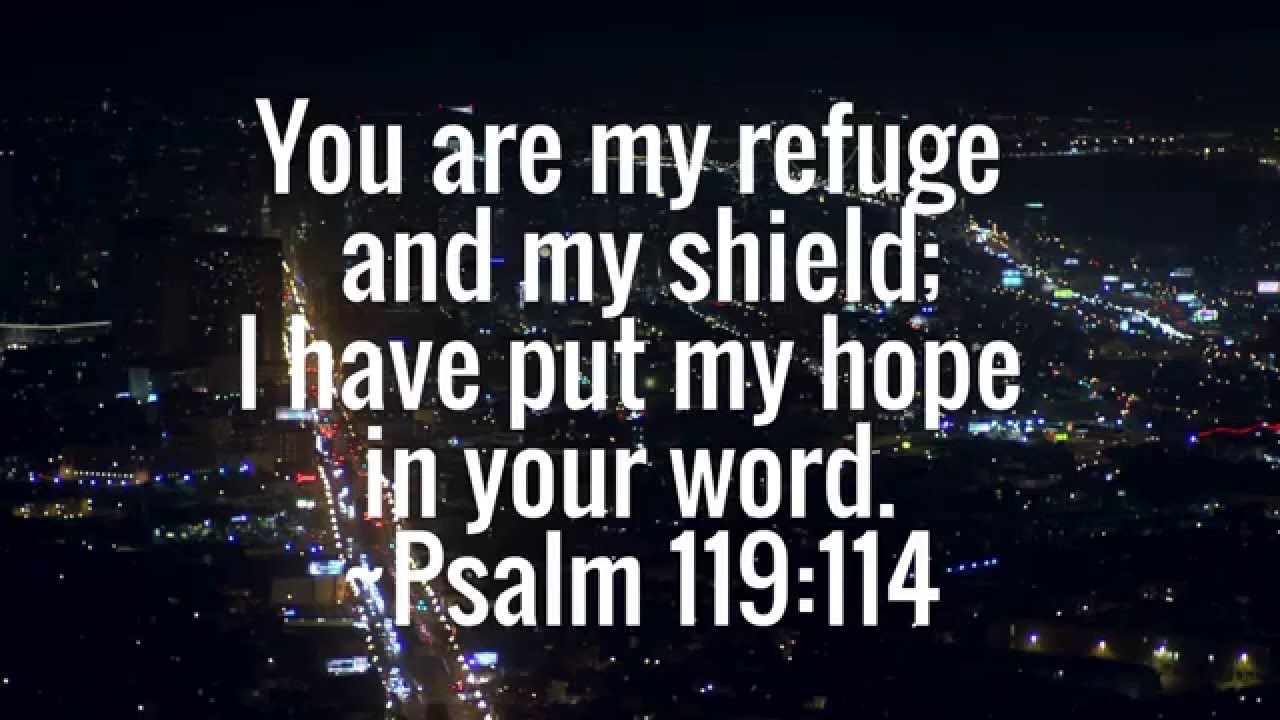 You are my refuge
and my shield;
I have put my hope
in your word.
~Psalm 119:114